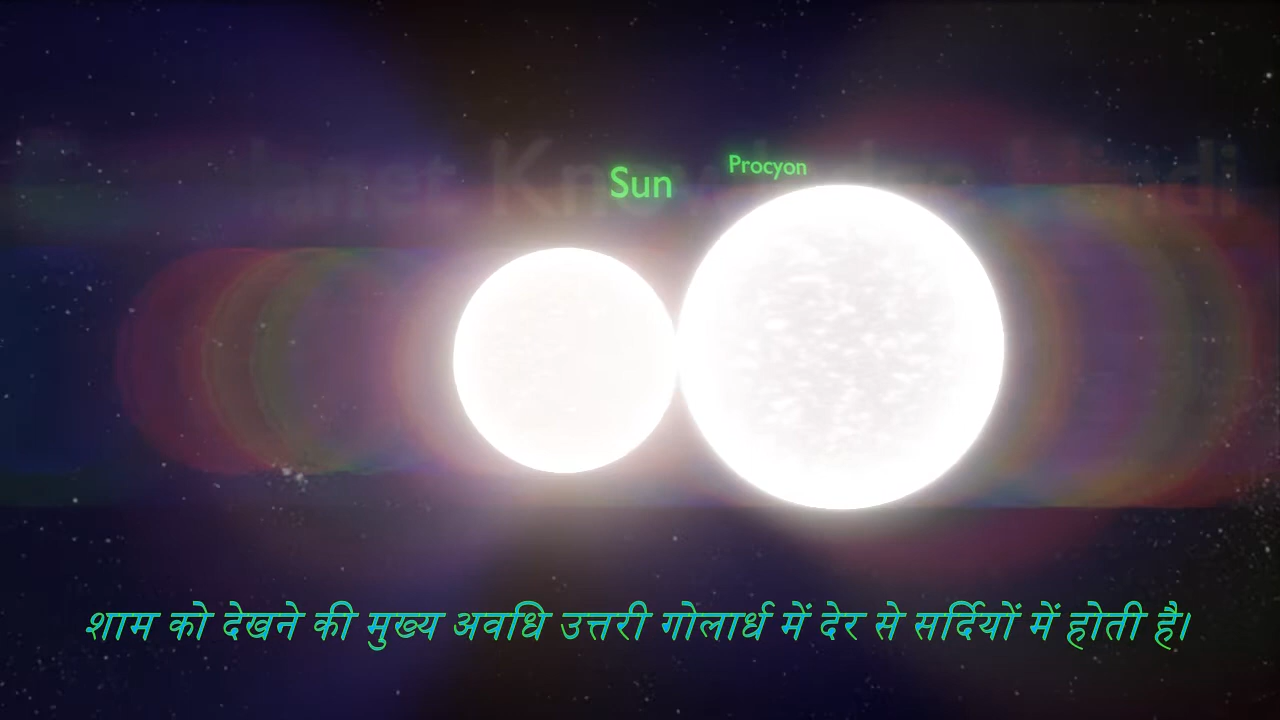 Sun
Procyon
शाम को देखने की मुख्य अवधि उत्तरी गोलार्ध में देर से सर्दियों में होती है।